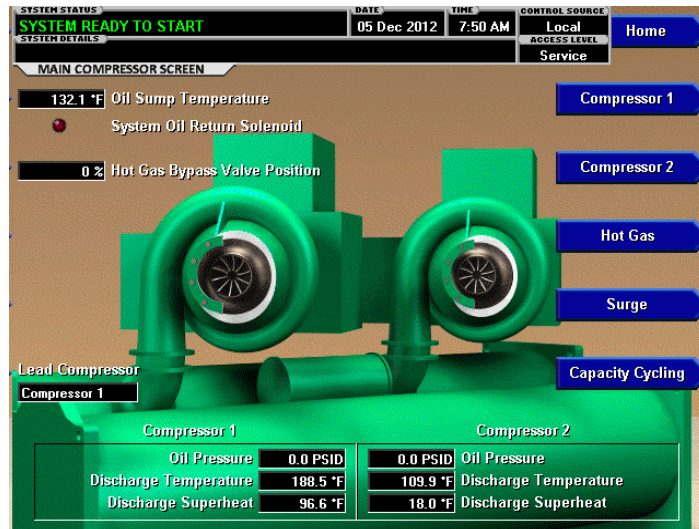 SYSTEM STATUS
SYSTEM READY TO START
DATE
05 Dec 2012
TIME
7:50 AM
CONTROL SOURCE
Local
Home
SYSTEM DETAILS
ACCESS LEVEL
Service
MAIN COMPRESSOR SCREEN
132.1 °F Oil Sump Temperature
Compressor 1
System Oil Return Solenoid
0 % Hot Gas Bypass Valve Position
Compressor 2
Hot Gas
Surge
Lead Compressor
Compressor 1
Capacity Cycling
Compressor 1
Oil Pressure 0.0 PSID
Discharge Temperature 188.5 °F
Discharge Superheat 96.6 °F
Compressor 2
0.0 PSID Oil Pressure
109.9 °F Discharge Temperature
18.0 °F Discharge Superheat